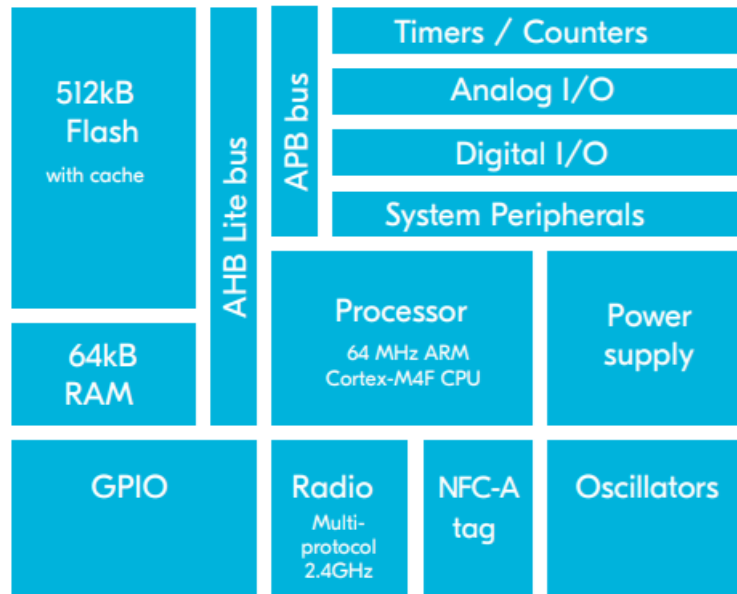 512kB
Flash
with cache
64kB
RAM
AHB Lite bus
APB bus
Timers / Counters
Analog I/O
Digital I/O
System Peripherals
Processor
64 MHz ARM
Cortex-M4F CPU
Power
supply
GPIO
Radio
Multi-
protocol
2.4GHz
NFC-A
tag
Oscillators